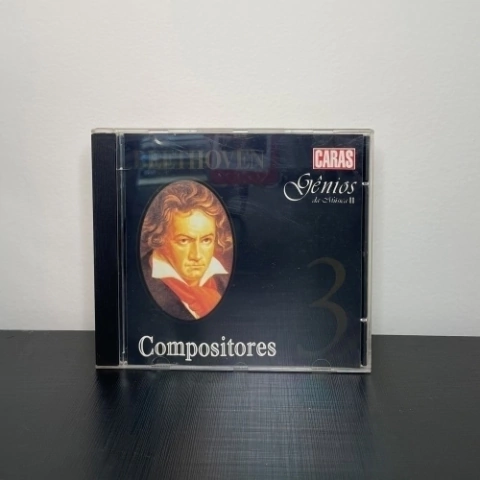 BEETHOVEN
CARAS
Gênios
da Música II
3
Compositores